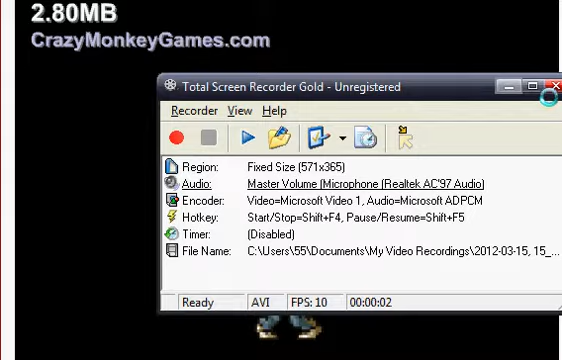 2.80MB
CrazyMonkeyGames.com
Total Screen Recorder Gold - Unregistered
Recorder View Help
Region: Fixed Size (571x365)
Audio: Master Volume (Microphone (Realtek AC'97 Audio)
Encoder: Video=Microsoft Video 1, Audio=Microsoft ADPCM
Hotkey: Start/Stop=Shift+F4, Pause/Resume=Shift+F5
Timer: (Disabled)
File Name: C:\Users\55\Documents\My Video Recordings\2012-03-15, 15_...
Ready AVI FPS: 10 00:00:02